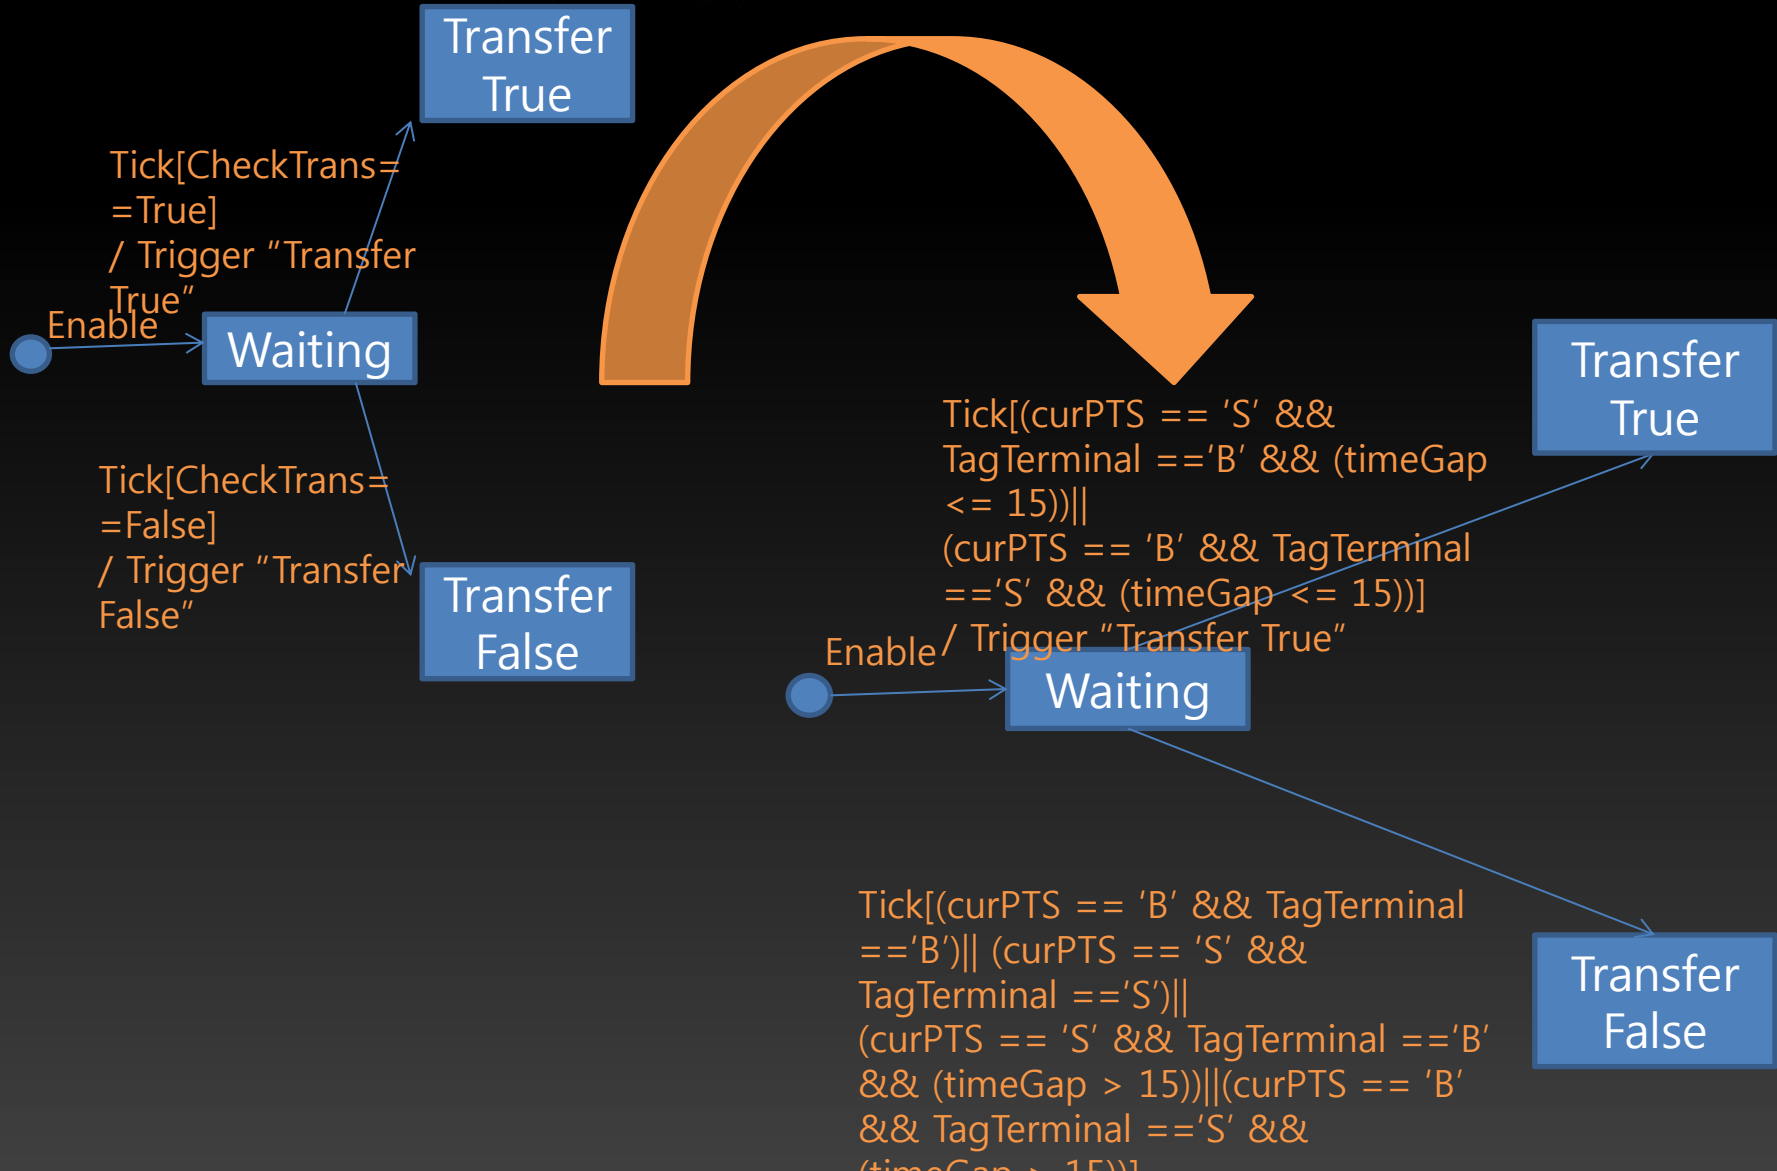 Transfer
True
Tick[CheckTrans=
=True]
/ Trigger “Transfer
True”
Enable
Waiting
Tick[CheckTrans=
=False]
/ Trigger “Transfer
False”
Transfer
False
Transfer
True
Tick[(curPTS == ‘S’ &&
TagTerminal ==‘B’ && (timeGap
<= 15))||
(curPTS == ‘B’ && TagTerminal
==‘S’ && (timeGap <= 15))]
/ Trigger “Transfer True”
Enable
Waiting
Tick[(curPTS == ‘B’ && TagTerminal
==‘B’)|| (curPTS == ‘S’ &&
TagTerminal ==‘S’)||
(curPTS == ‘S’ && TagTerminal ==‘B’
&& (timeGap > 15))||(curPTS == ‘B’
&& TagTerminal ==‘S’ &&
(timeGap > 15))]
Transfer
False